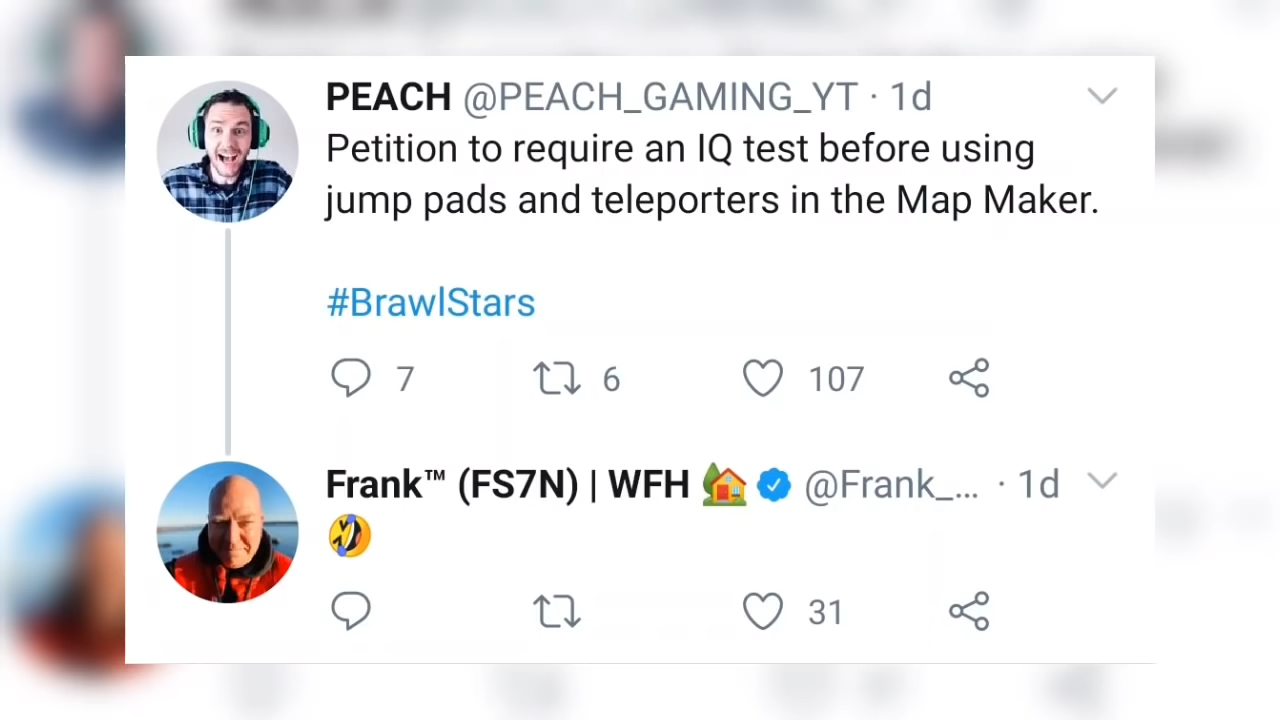 PEACH @PEACH_GAMING_YT · 1d
Petition to require an IQ test before using
jump pads and teleporters in the Map Maker.
#BrawlStars
7 6 107
Frank™ (FS7N) | WFH 🏡 @Frank_... · 1d
🤣
31